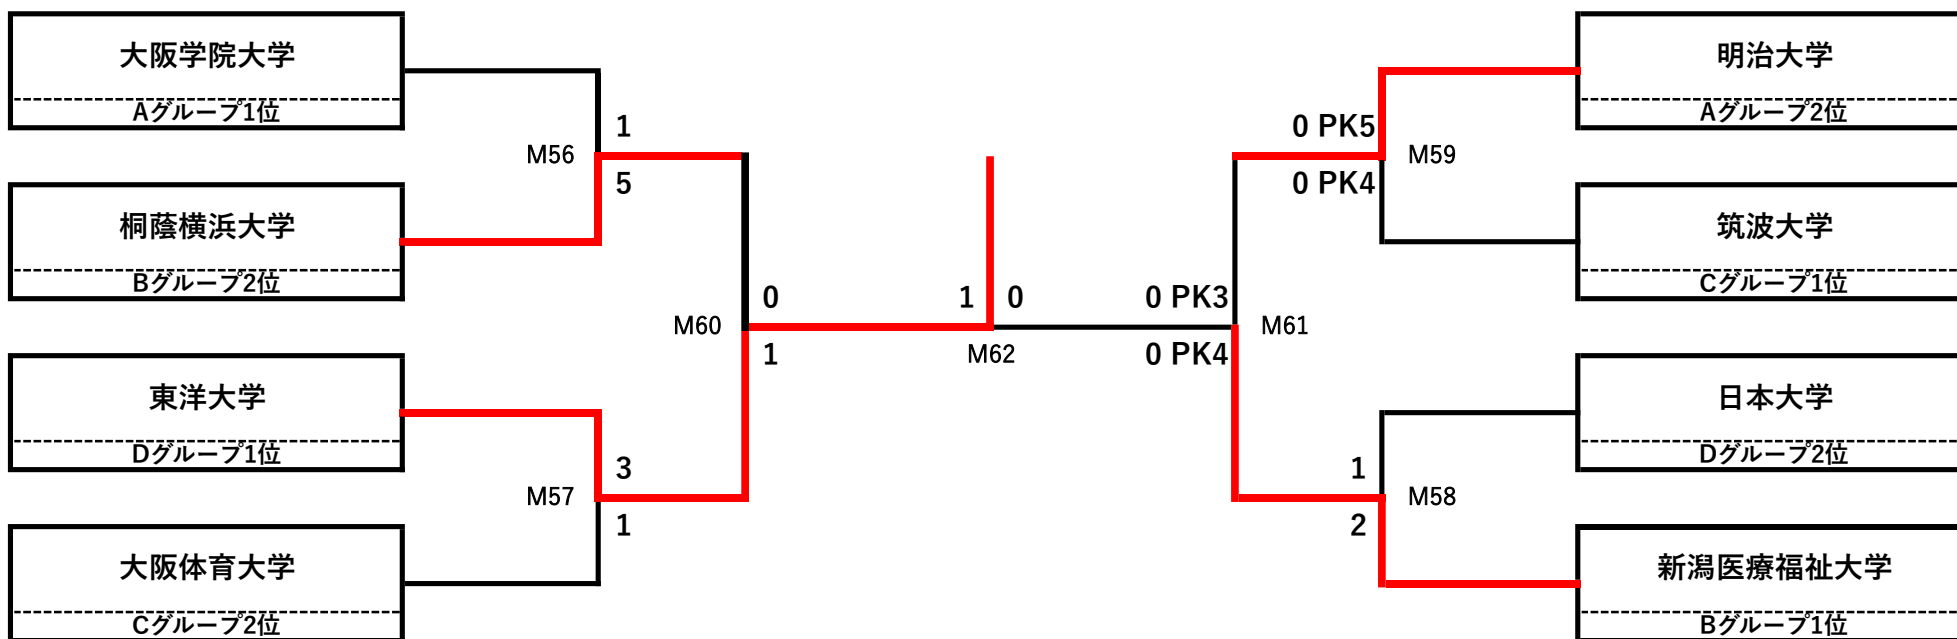 大阪学院大学
Aグループ1位
桐蔭横浜大学
Bグループ2位
東洋大学
Dグループ1位
大阪体育大学
Cグループ2位
M56
1
5
M57
3
1
M60
0
1
1
0
M62
0 PK3
0 PK4
M61
0 PK5
0 PK4
M59
1
2
M58
明治大学
Aグループ2位
筑波大学
Cグループ1位
日本大学
Dグループ2位
新潟医療福祉大学
Bグループ1位